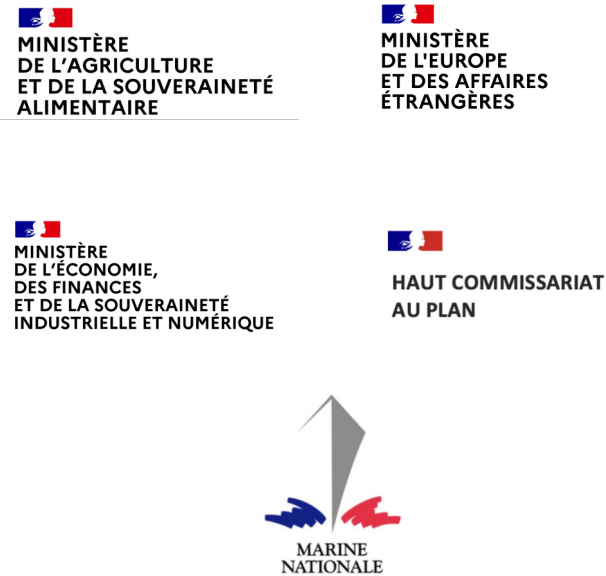 MINISTÈRE
DE L'AGRICULTURE
ET DE LA SOUVERAINETÉ
ALIMENTAIRE
MINISTÈRE
DE L'EUROPE
ET DES AFFAIRES
ÉTRANGÈRES
MINISTÈRE
DE L'ÉCONOMIE,
DES FINANCES
ET DE LA SOUVERAINETÉ
INDUSTRIELLE ET NUMÉRIQUE
HAUT COMMISSARIAT
AU PLAN
MARINE
NATIONALE